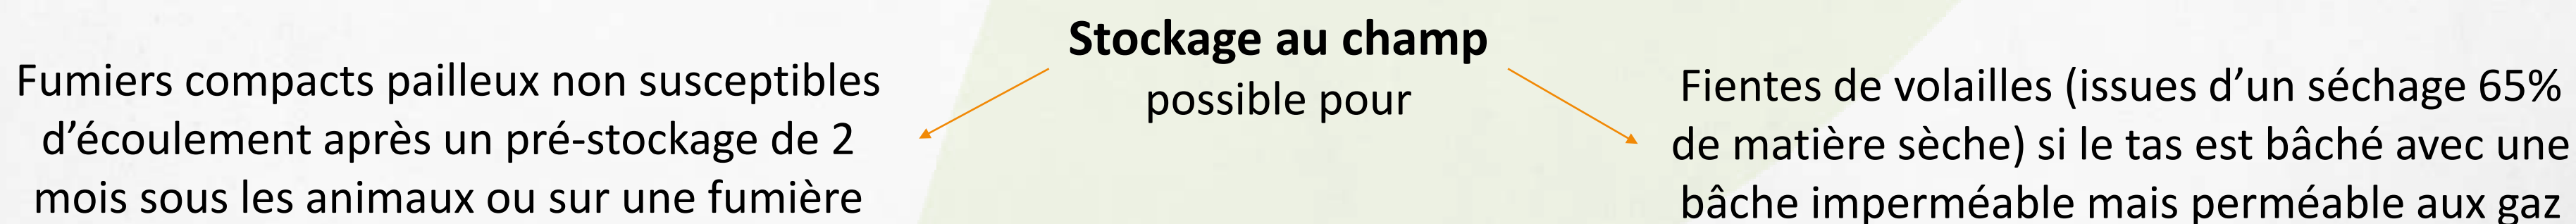 Stockage au champ
possible pour
Fumiers compacts pailleux non susceptibles
d'écoulement après un pré-stockage de 2
mois sous les animaux ou sur une fumière
Fientes de volailles (issues d'un séchage 65%
de matière sèche) si le tas est bâché avec une
bâche imperméable mais perméable aux gaz